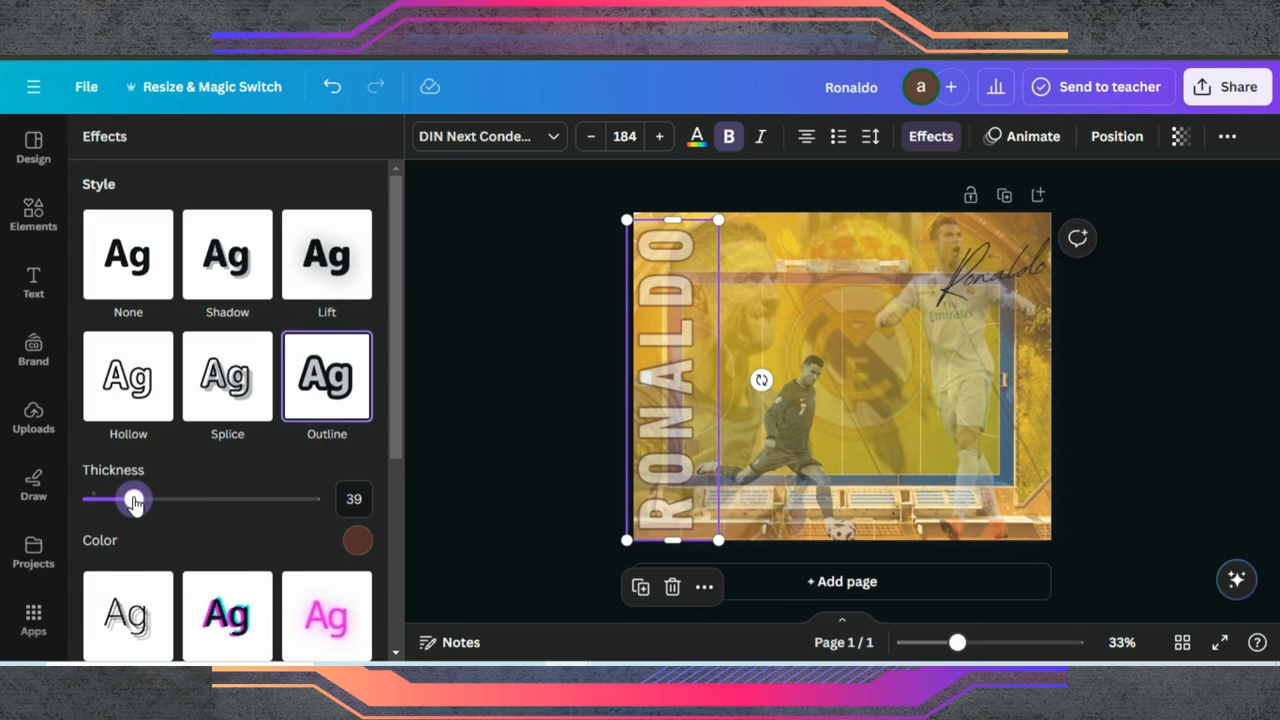 File
Resize & Magic Switch
Ronaldo
a
+
Send to teacher
Share
Design
Elements
Text
Brand
Uploads
Draw
Projects
Apps
Effects
DIN Next Conde...
− 184 +
A B I
Effects
Animate
Position
Style
Ag
Ag
Ag
None
Shadow
Lift
Ag
Ag
Ag
Hollow
Splice
Outline
Thickness
39
Color
Ag
Ag
Ag
RONALDO
Ronaldo
Fly
Emirates
7
+ Add page
Notes
Page 1 / 1
33%